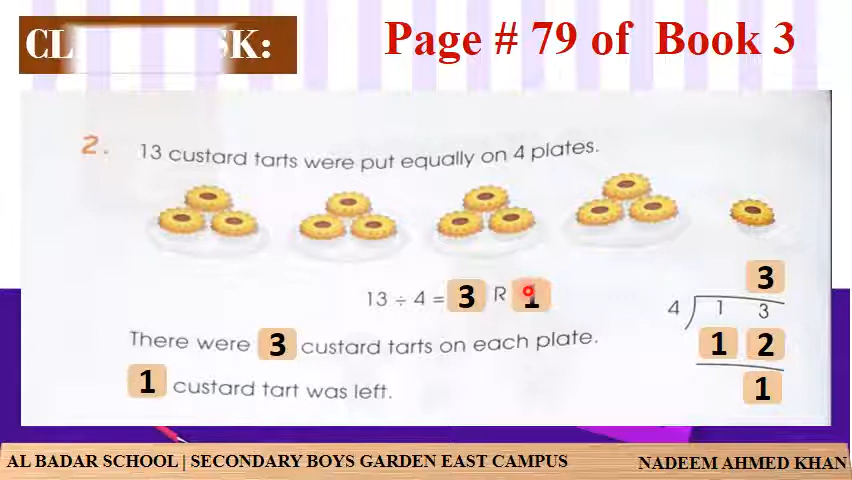 Page # 79 of Book 3
2. 13 custard tarts were put equally on 4 plates.
3
13 ÷ 4 = 3 R 1
4 1 3
There were 3 custard tarts on each plate.
1 2
1 custard tart was left.
1
AL BADAR SCHOOL | SECONDARY BOYS GARDEN EAST CAMPUS
NADEEM AHMED KHAN